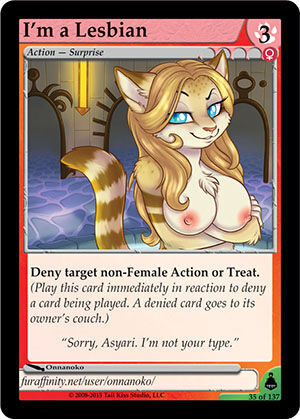 I'm a Lesbian
3
Action — Surprise
Deny target non-Female Action or Treat.
(Play this card immediately in reaction to deny
a card being played. A denied card goes to its
owner's couch.)
"Sorry, Asyari. I'm not your type."
Onnanoko
furaffinity.net/user/onnanoko/
© 2008-2015 Tail Kiss Studio, LLC
35 of 137